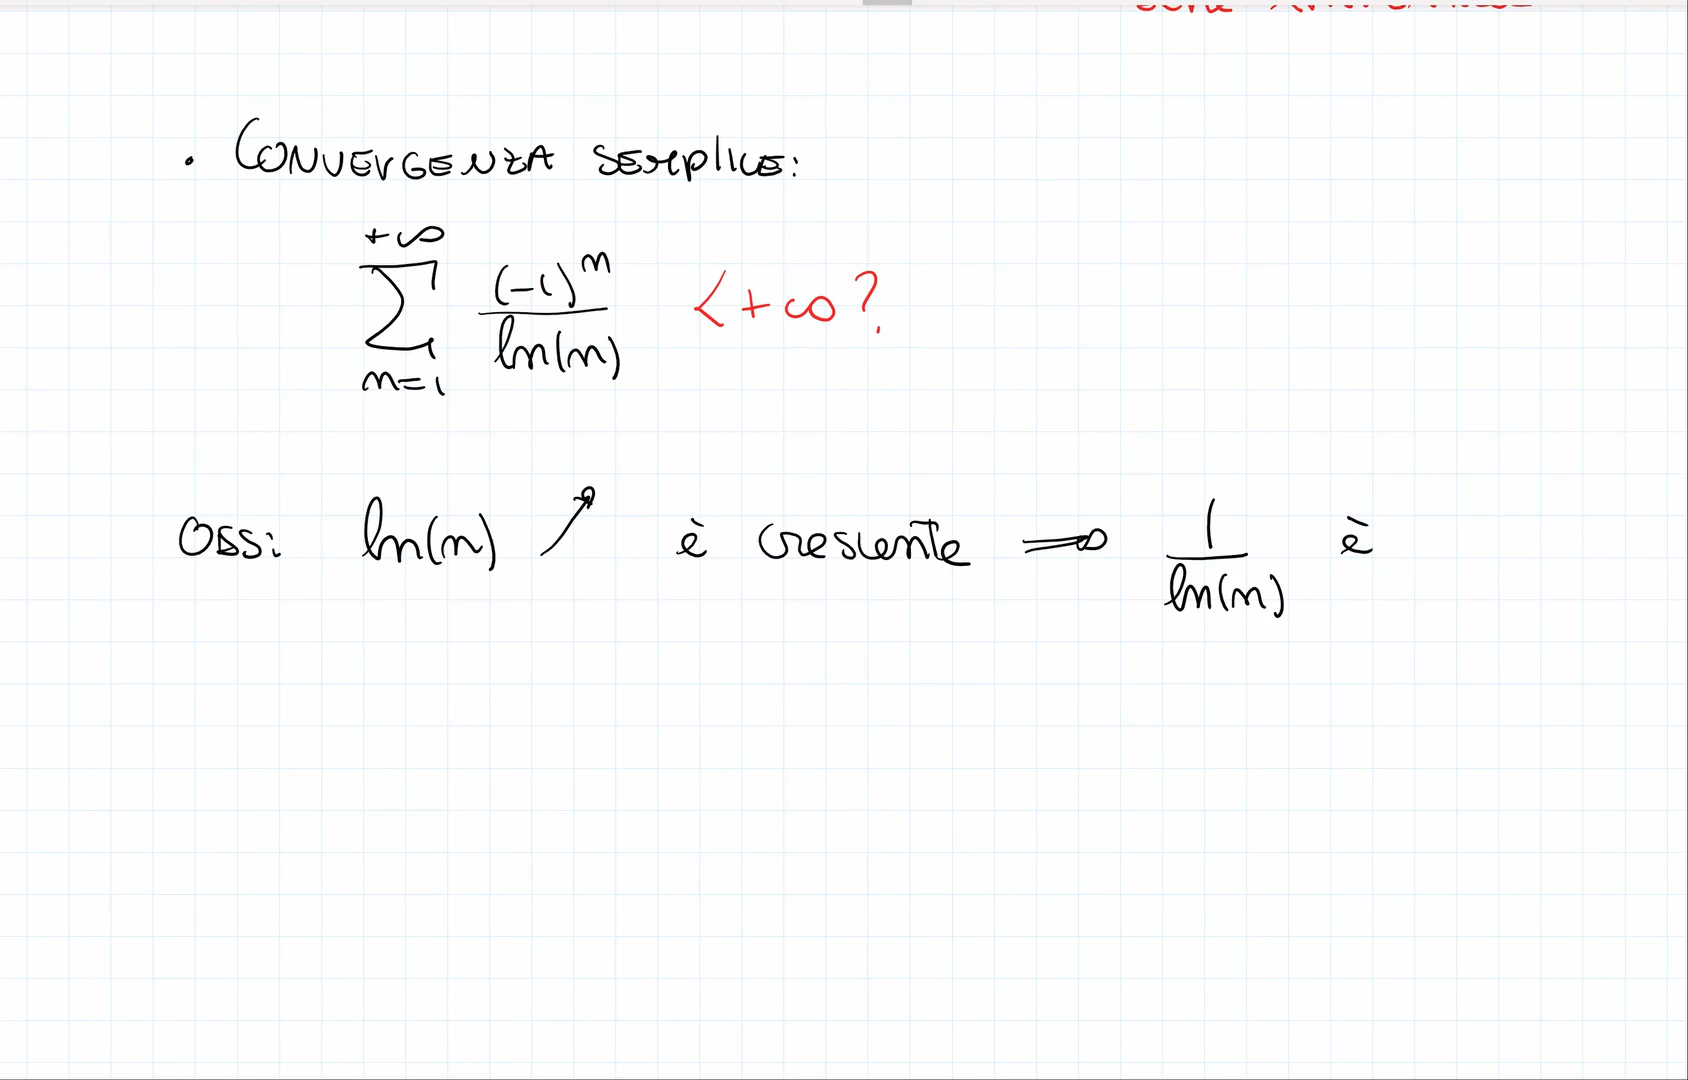 • CONVERGENZA SEMPLICE:
+∞
∑ (-1)^n / ln(n) < +∞ ?
n=1
OSS: ln(n) ↗ è crescente ⟹ 1 / ln(n) è